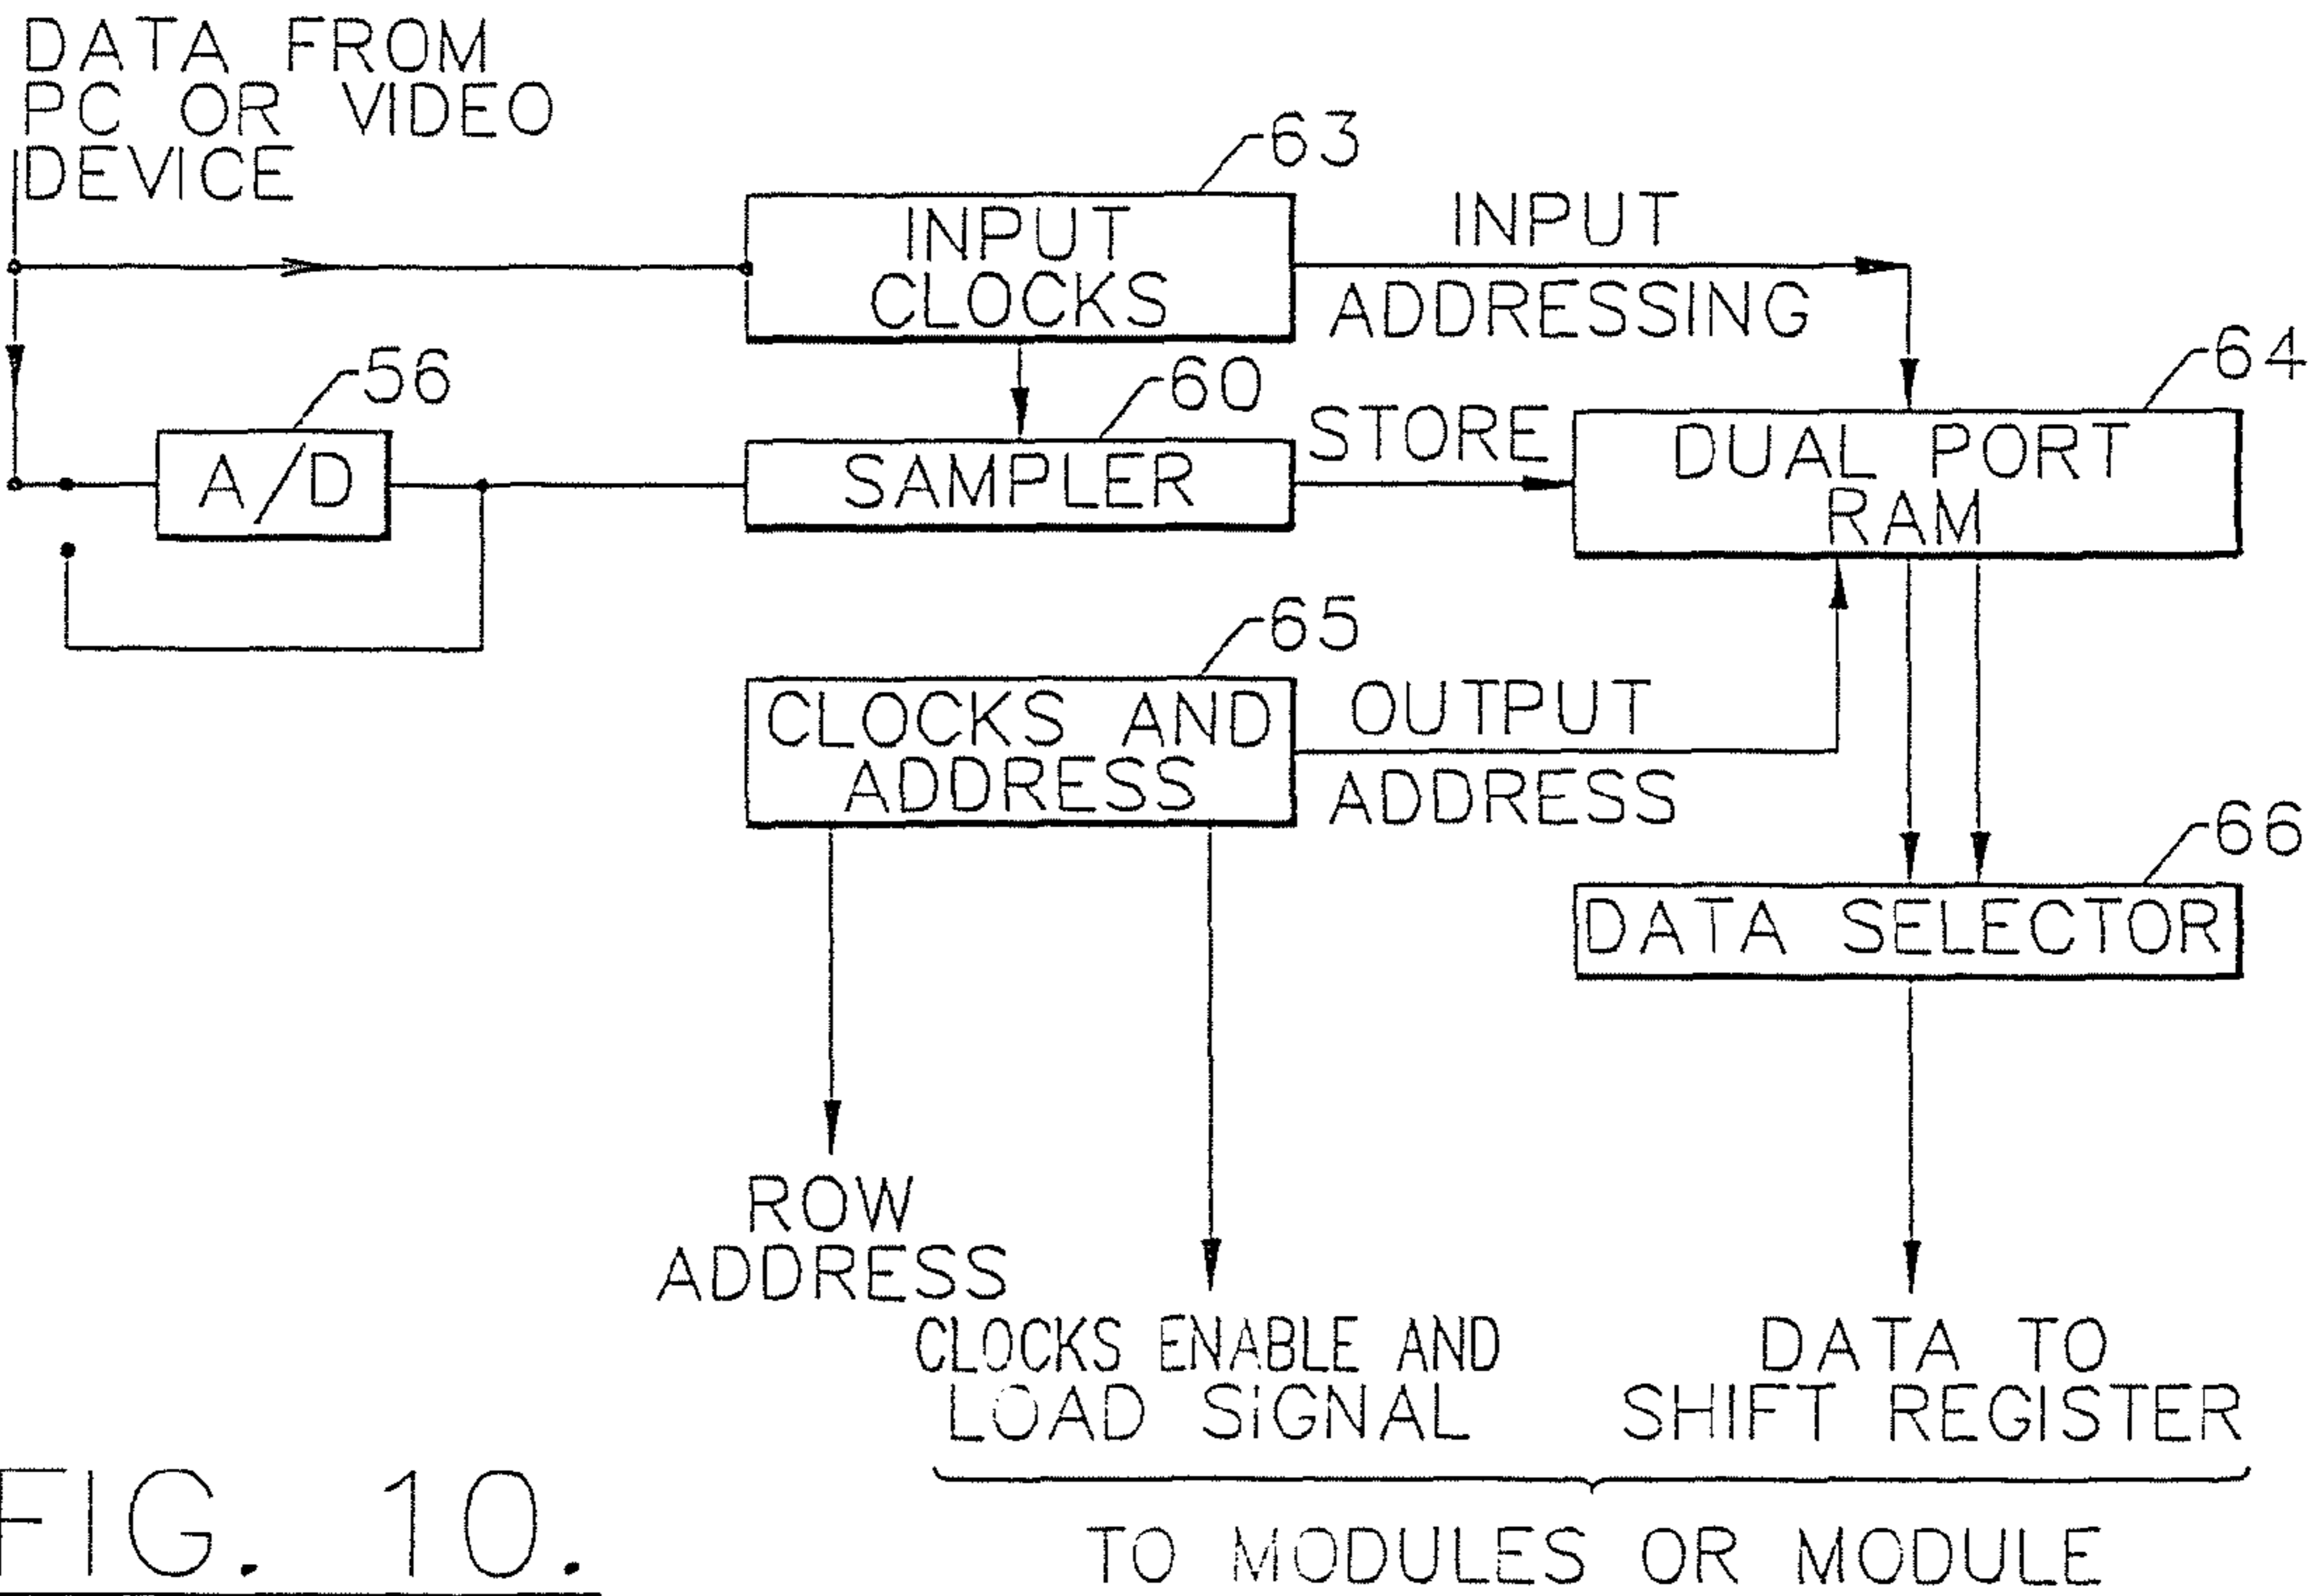 DATA FROM
PC OR VIDEO
DEVICE
63
INPUT
CLOCKS
INPUT
ADDRESSING
56
A/D
60
SAMPLER
STORE
64
DUAL PORT
RAM
65
CLOCKS AND
ADDRESS
OUTPUT
ADDRESS
66
DATA SELECTOR
ROW
ADDRESS
CLOCKS ENABLE AND
LOAD SIGNAL
DATA TO
SHIFT REGISTER
TO MODULES OR MODULE
FIG. 10.